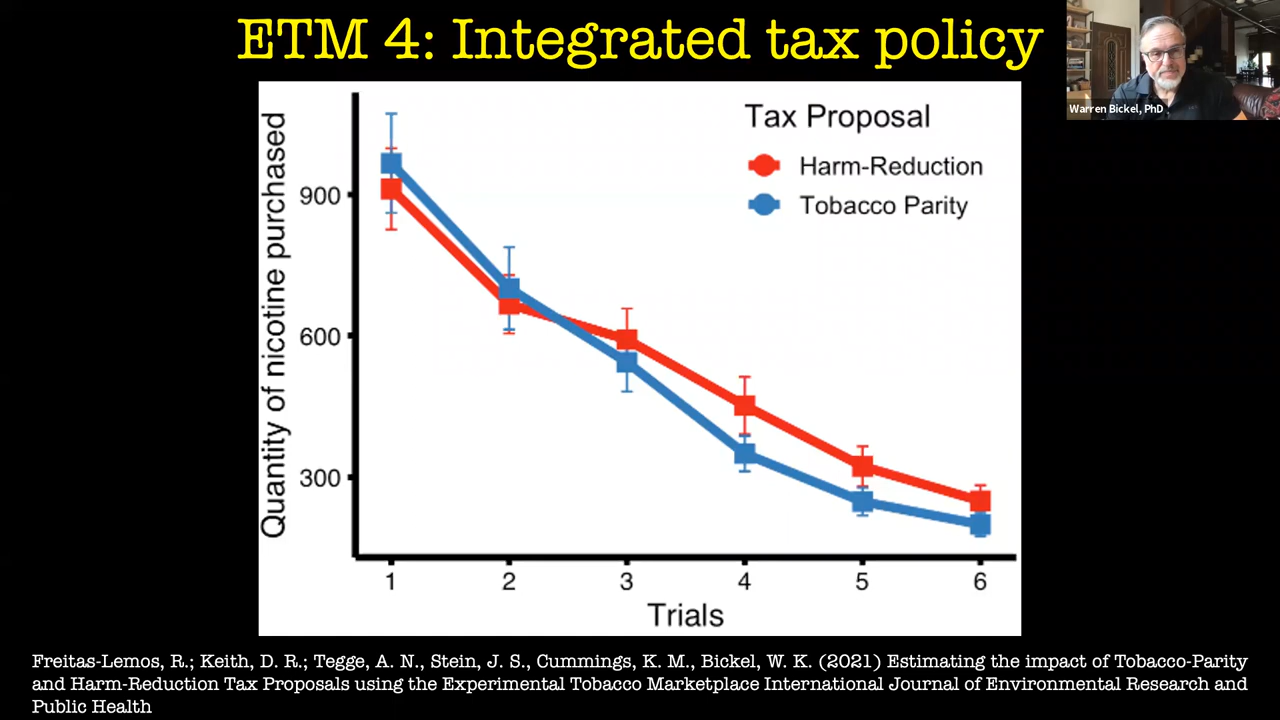 ETM 4: Integrated tax policy
Warren Bickel, PhD
Tax Proposal
Harm-Reduction
Tobacco Parity
Quantity of nicotine purchased
900
600
300
1 2 3 4 5 6
Trials
Freitas-Lemos, R.; Keith, D. R.; Tegge, A. N., Stein, J. S., Cummings, K. M., Bickel, W. K. (2021) Estimating the impact of Tobacco-Parity
and Harm-Reduction Tax Proposals using the Experimental Tobacco Marketplace International Journal of Environmental Research and
Public Health